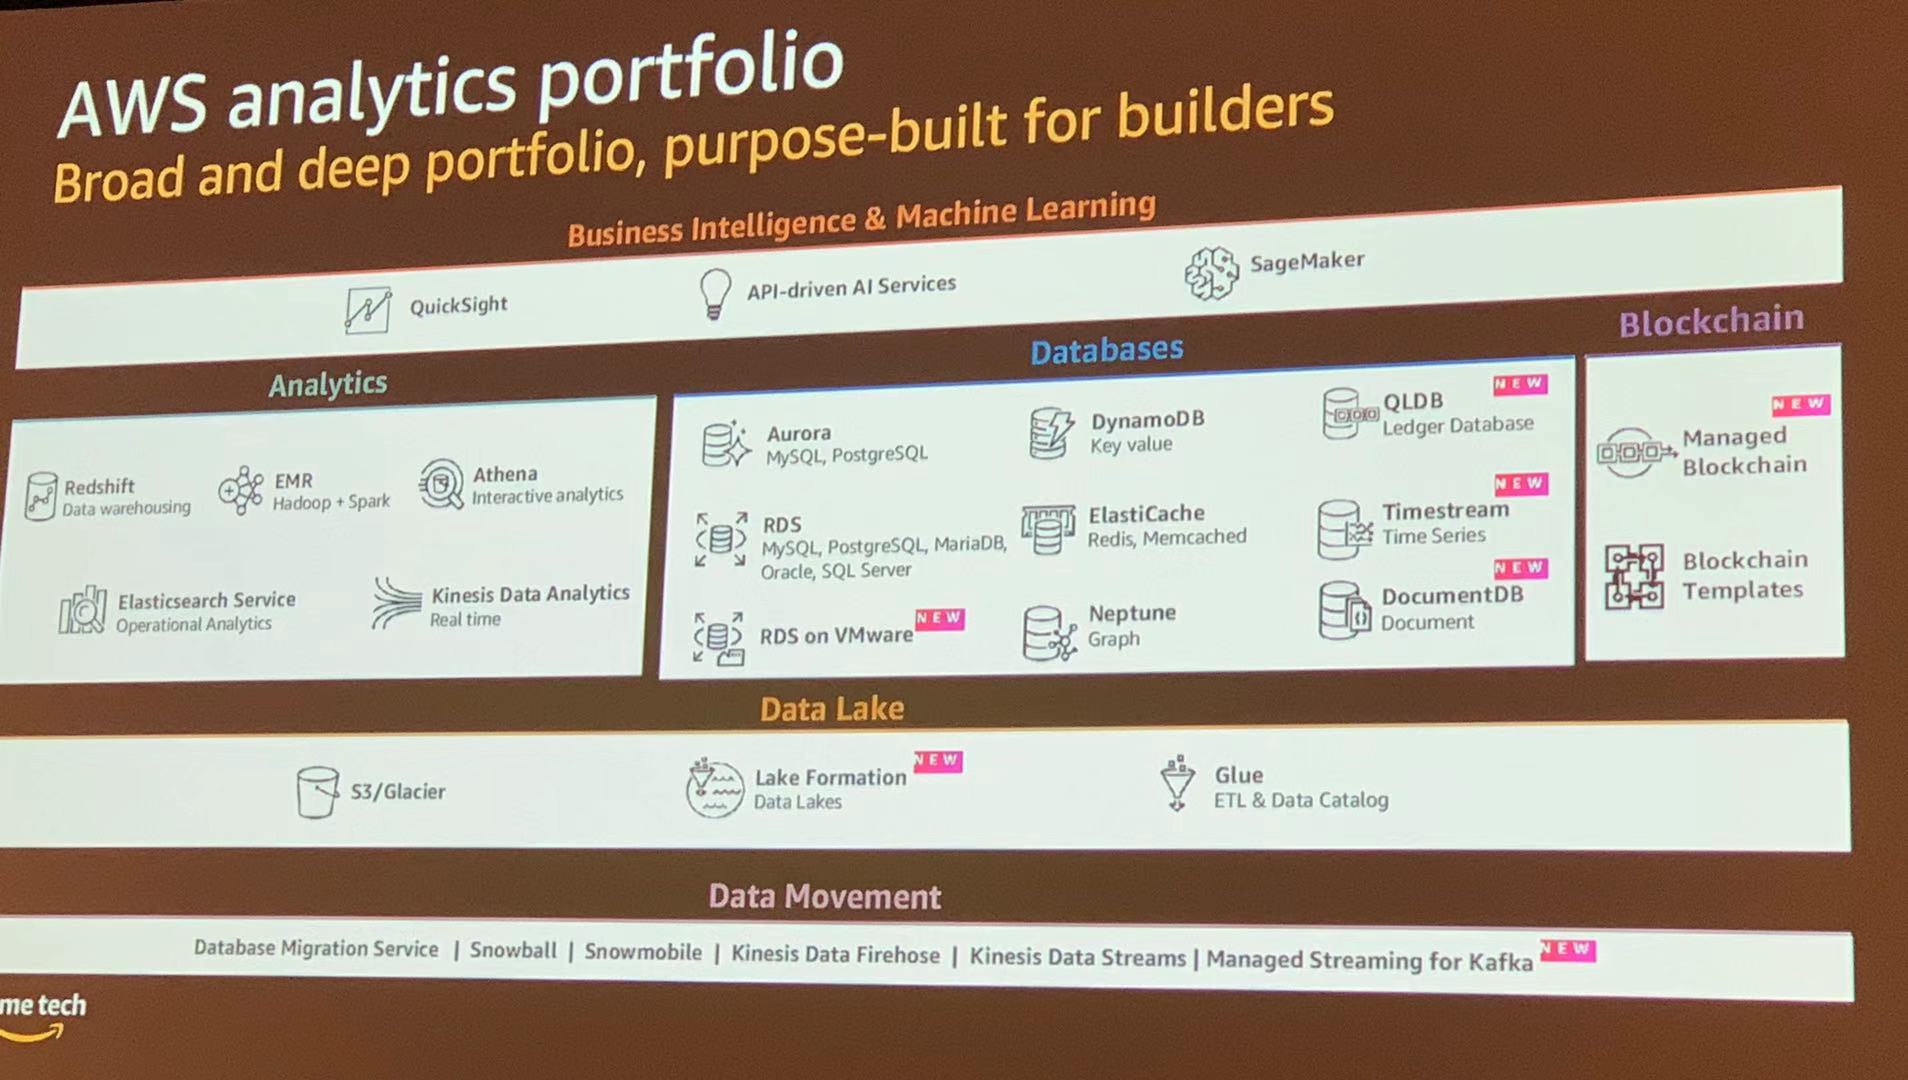 AWS analytics portfolio
Broad and deep portfolio, purpose-built for builders
Business Intelligence & Machine Learning
QuickSight
API-driven AI Services
SageMaker
Analytics
Redshift
Data warehousing
EMR
Hadoop + Spark
Athena
Interactive analytics
Elasticsearch Service
Operational Analytics
Kinesis Data Analytics
Real time
Databases
Aurora
MySQL, PostgreSQL
DynamoDB
Key value
NEW
QLDB
Ledger Database
RDS
MySQL, PostgreSQL, MariaDB,
Oracle, SQL Server
ElastiCache
Redis, Memcached
NEW
Timestream
Time Series
RDS on VMware
NEW
Neptune
Graph
NEW
DocumentDB
Document
Blockchain
NEW
Managed
Blockchain
Blockchain
Templates
Data Lake
S3/Glacier
Lake Formation
NEW
Data Lakes
Glue
ETL & Data Catalog
Data Movement
Database Migration Service | Snowball | Snowmobile | Kinesis Data Firehose | Kinesis Data Streams | Managed Streaming for Kafka NEW
me tech